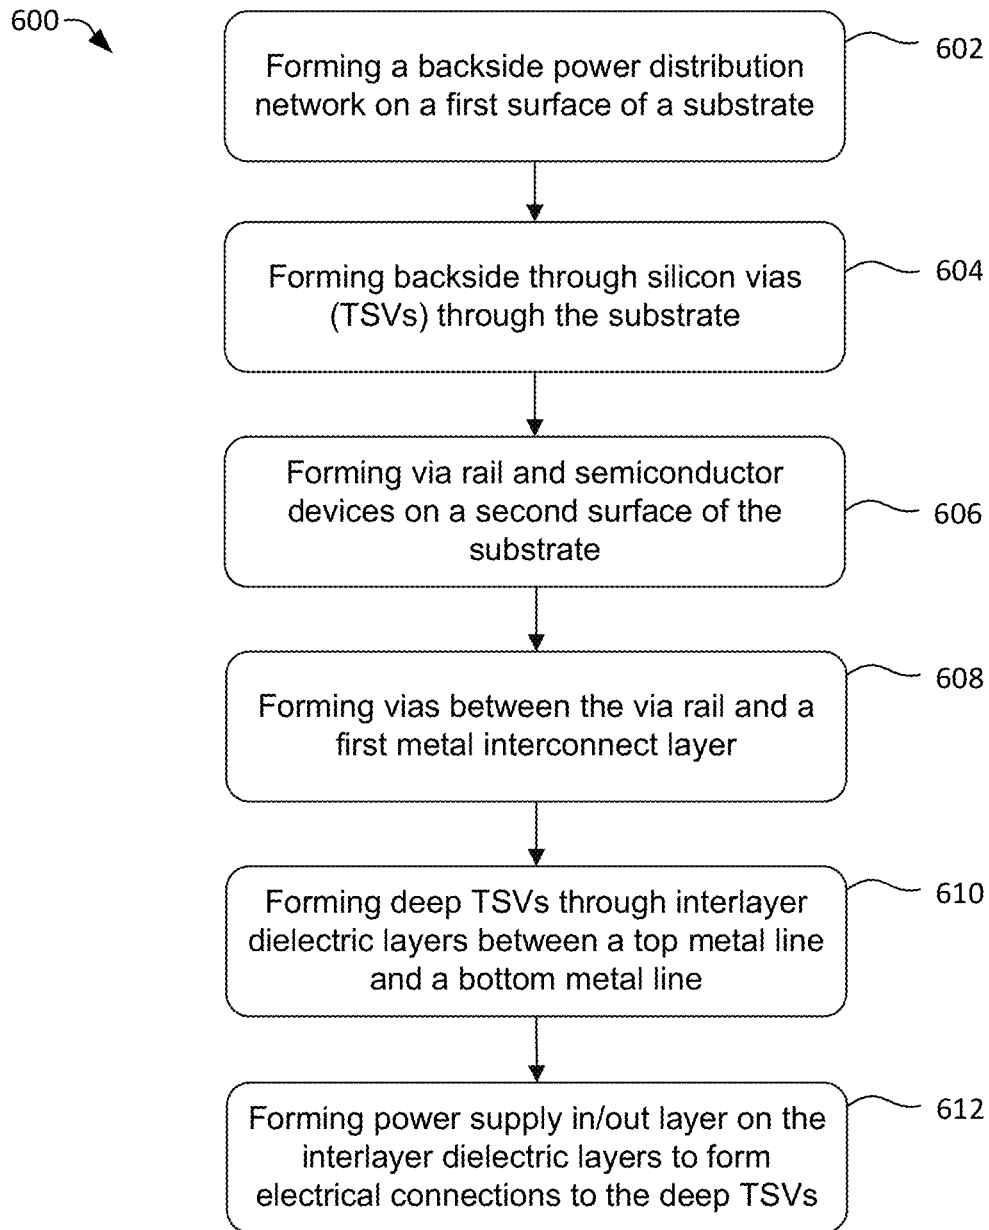 600
Forming a backside power distribution
network on a first surface of a substrate
602
Forming backside through silicon vias
(TSVs) through the substrate
604
Forming via rail and semiconductor
devices on a second surface of the
substrate
606
Forming vias between the via rail and a
first metal interconnect layer
608
Forming deep TSVs through interlayer
dielectric layers between a top metal line
and a bottom metal line
610
Forming power supply in/out layer on the
interlayer dielectric layers to form
electrical connections to the deep TSVs
612